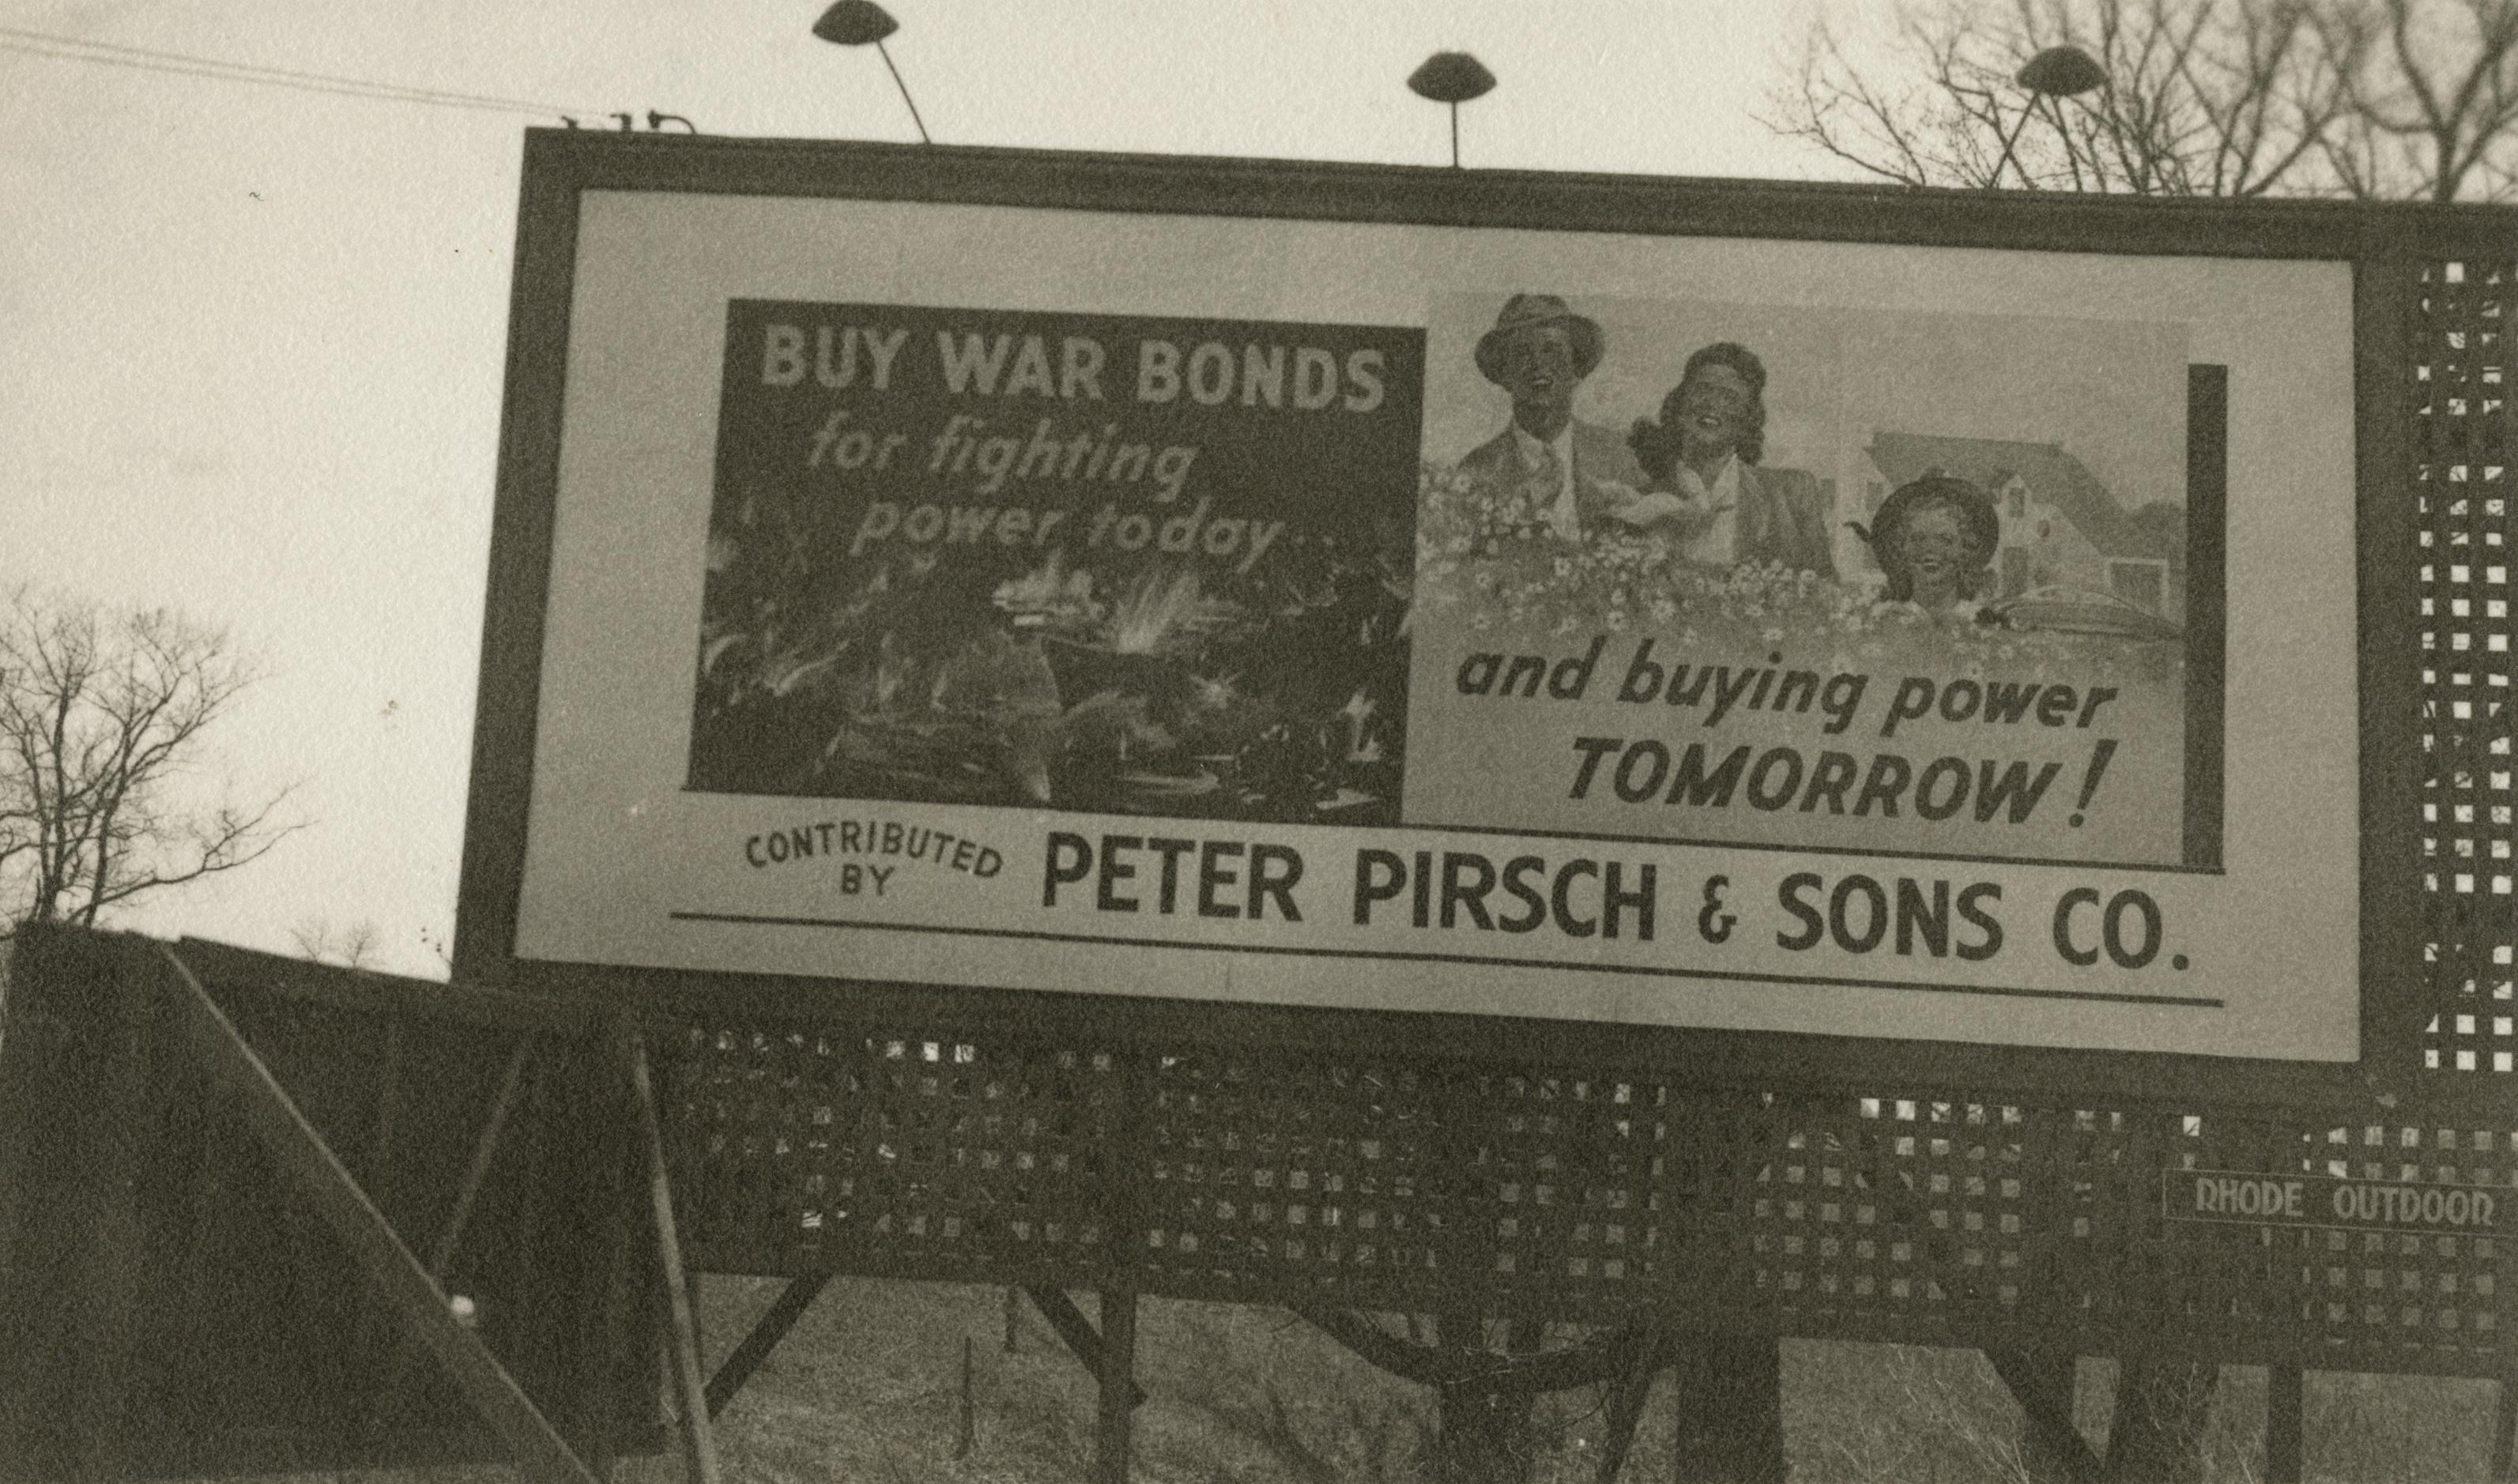 BUY WAR BONDS
for fighting
power today..
and buying power
TOMORROW!
CONTRIBUTED
BY
PETER PIRSCH & SONS CO.
RHODE OUTDOOR